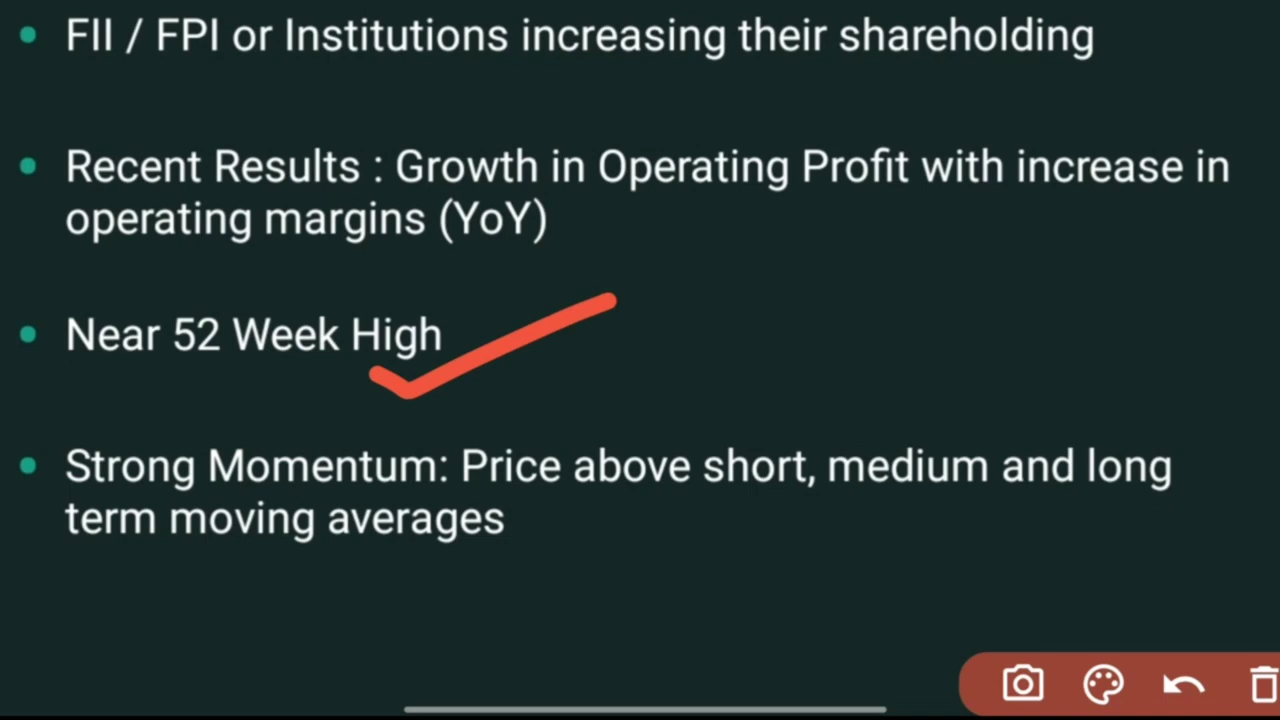 FII / FPI or Institutions increasing their shareholding
Recent Results : Growth in Operating Profit with increase in
operating margins (YoY)
Near 52 Week High
Strong Momentum: Price above short, medium and long
term moving averages